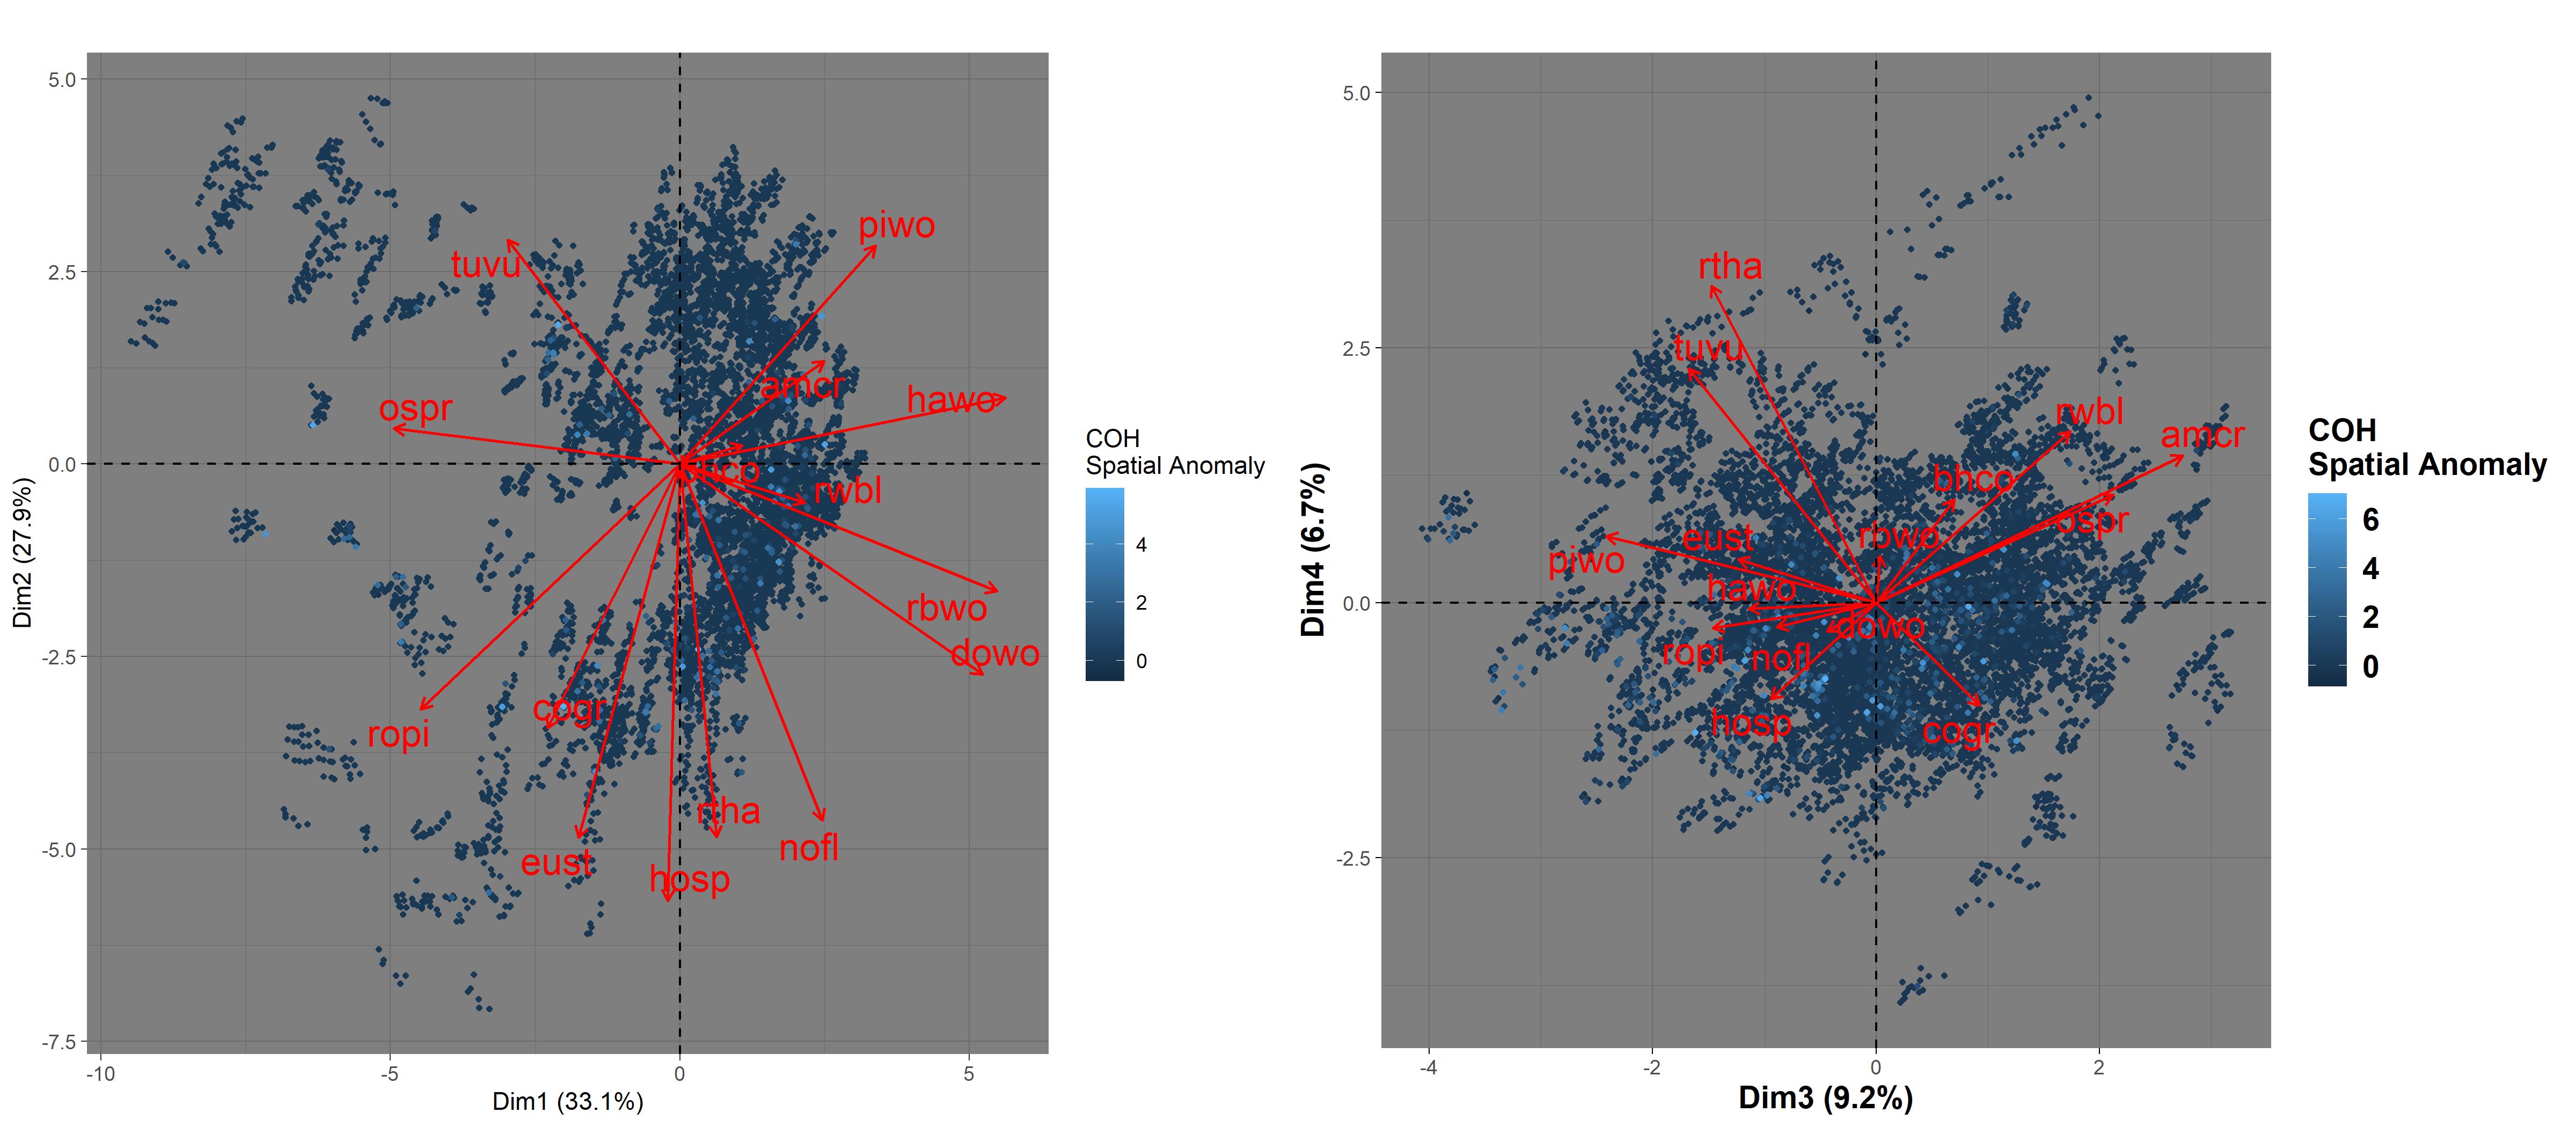 5.0
2.5
0.0
-2.5
-5.0
-7.5
Dim2 (27.9%)
-10
-5
0
5
Dim1 (33.1%)
tuvu
piwo
ospr
amcr
hawo
bhco
rwbl
rbwo
dowo
ropi
cogr
eust
rtha
hosp
nofl
COH
Spatial Anomaly
4
2
0
5.0
2.5
0.0
-2.5
Dim4 (6.7%)
-4
-2
0
2
Dim3 (9.2%)
rtha
tuvu
rwbl
amcr
bhco
ospr
eust
rbwo
piwo
hawo
dowo
ropi
nofl
hosp
cogr
COH
Spatial Anomaly
6
4
2
0